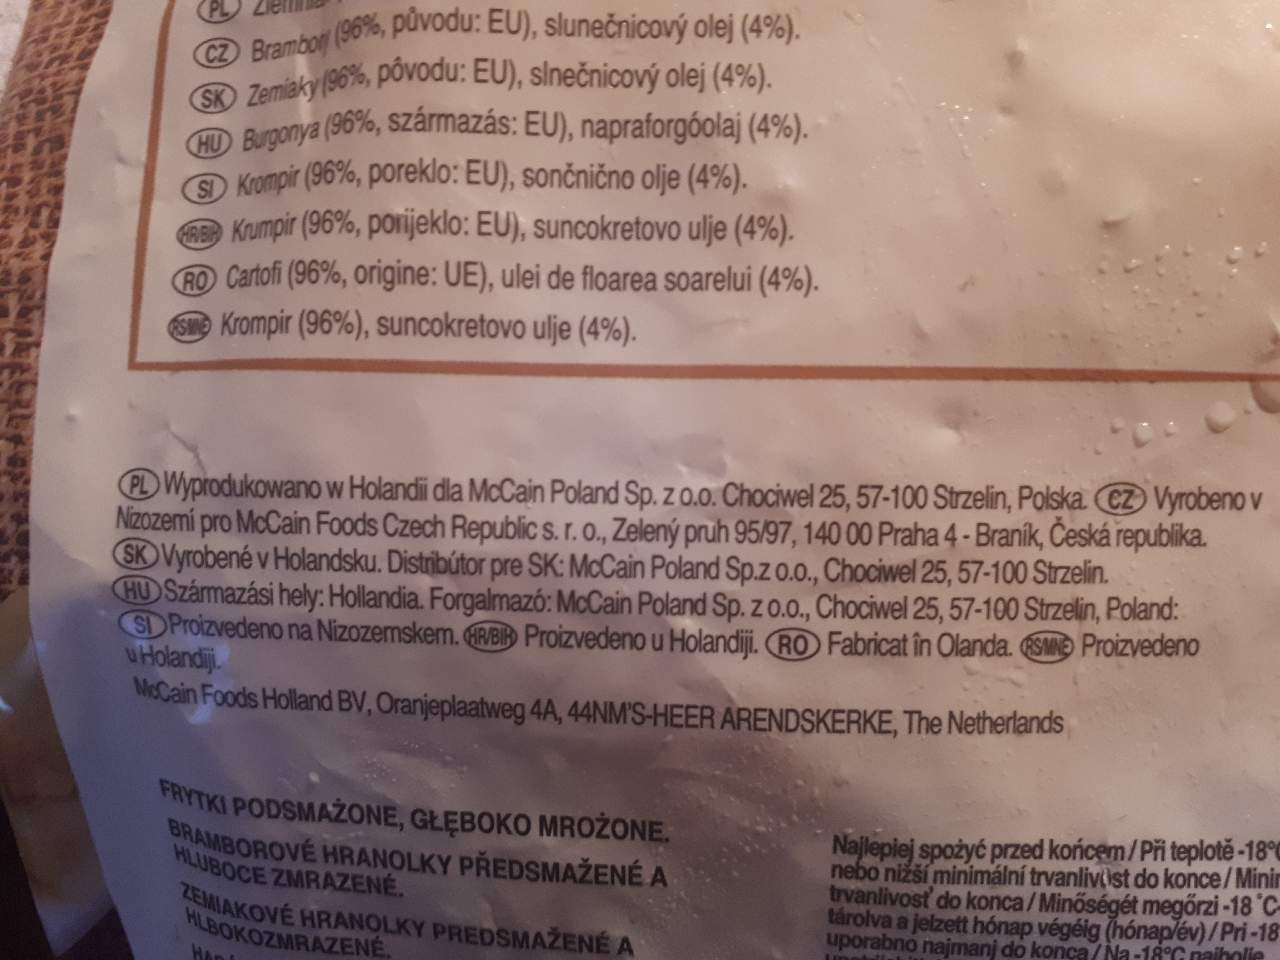 PL
CZ Brambory (96%, původu: EU), slunečnicový olej (4%).
SK Zemiaky (96%, pôvodu: EU), slnečnicový olej (4%).
HU Burgonya (96%, származás: EU), napraforgóolaj (4%).
SI Krompir (96%, poreklo: EU), sončnično olje (4%).
HR/BIH Krumpir (96%, porijeklo: EU), suncokretovo ulje (4%).
RO Cartofi (96%, origine: UE), ulei de floarea soarelui (4%).
RS/MNE Krompir (96%), suncokretovo ulje (4%).
PL Wyprodukowano w Holandii dla McCain Poland Sp. z o.o. Chociwel 25, 57-100 Strzelin, Polska. CZ Vyrobeno v
Nizozemí pro McCain Foods Czech Republic s. r. o., Zelený pruh 95/97, 140 00 Praha 4 - Braník, Česká republika.
SK Vyrobené v Holandsku. Distribútor pre SK: McCain Poland Sp.z o.o., Chociwel 25, 57-100 Strzelin.
HU Származási hely: Hollandia. Forgalmazó: McCain Poland Sp. z o.o., Chociwel 25, 57-100 Strzelin, Poland:
SI Proizvedeno na Nizozemskem. HR/BIH Proizvedeno u Holandiji. RO Fabricat în Olanda. RS/MNE Proizvedeno
u Holandiji.
McCain Foods Holland BV, Oranjeplaatweg 4A, 44NM'S-HEER ARENDSKERKE, The Netherlands
FRYTKI PODSMAŻONE, GŁĘBOKO MROŻONE.
BRAMBOROVÉ HRANOLKY PŘEDSMAŽENÉ A
HLUBOCE ZMRAZENÉ.
ZEMIAKOVÉ HRANOLKY PREDSMAŽENÉ A
HLBOKOZMRAZENÉ.
Najlepiej spożyć przed końcem / Při teplotě -18°C
nebo nižší minimální trvanlivost do konce /
trvanlivosť do konca / Minőségét megőrzi -18 °C-
tárolva a jelzett hónap végéig (hónap/év) / Pri -18
uporabno najmanj do konca / Na -18°C najbolje